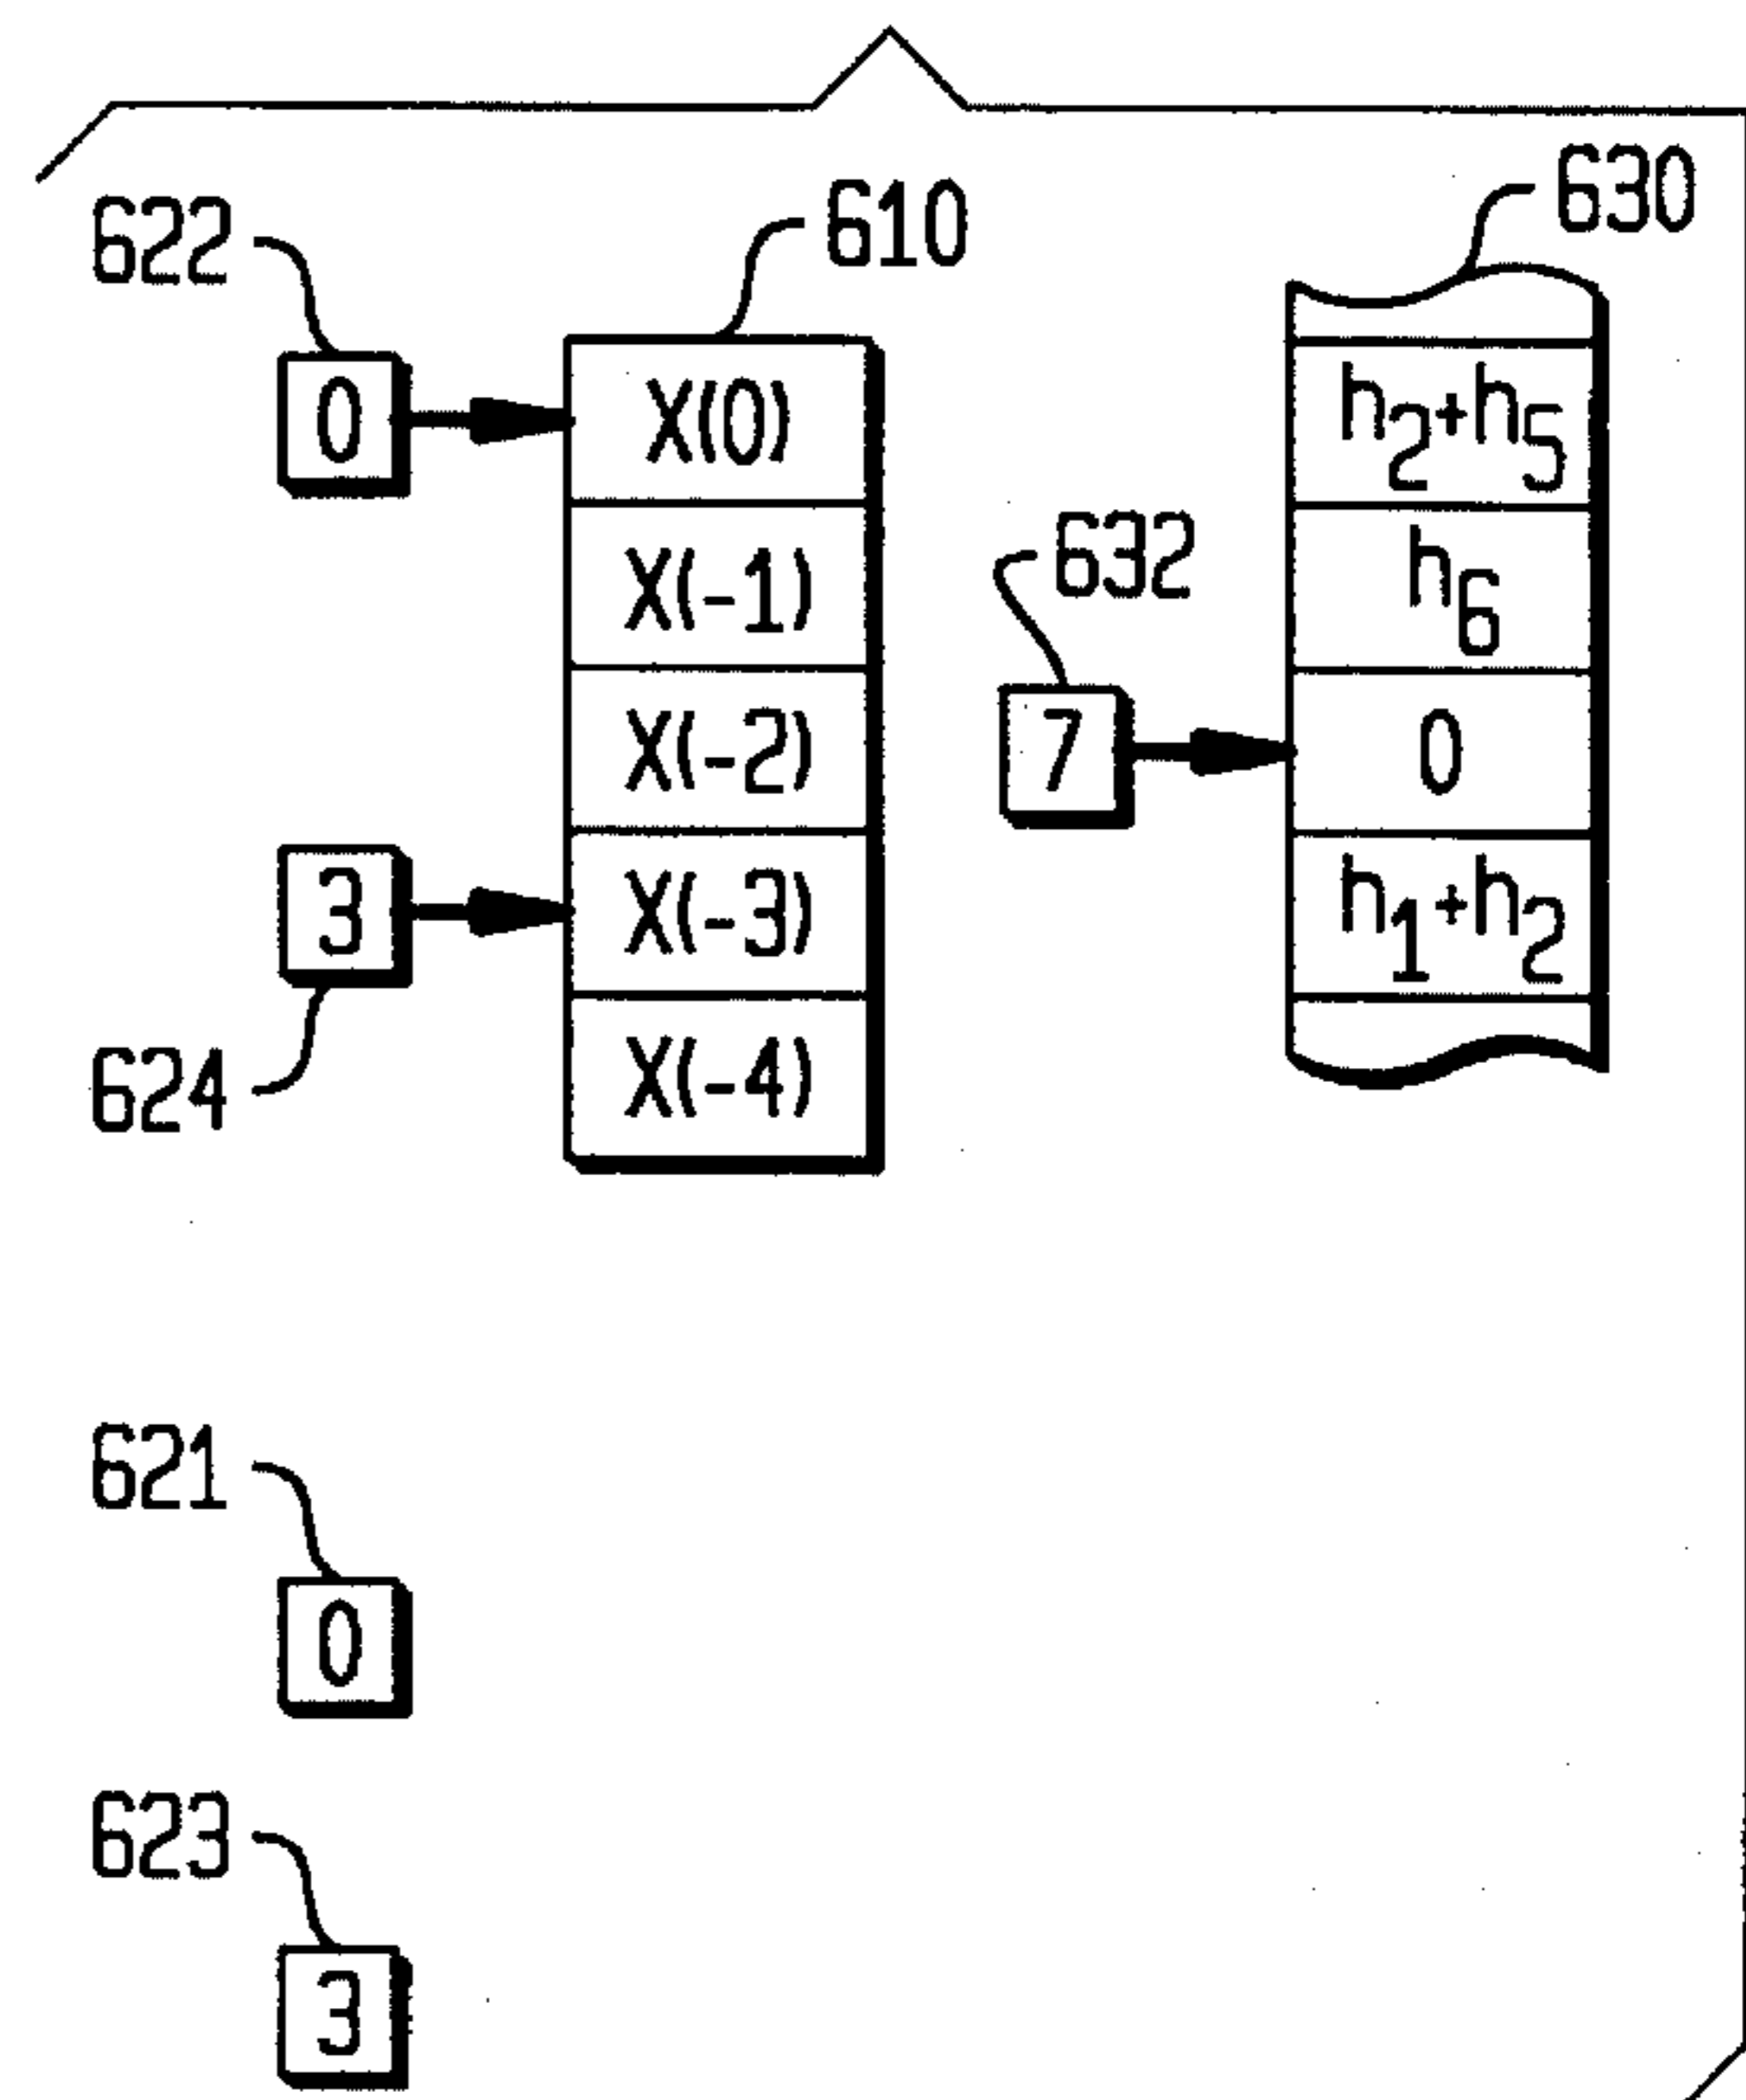 622
610
630
0
X(0)
h2+h5
X(-1)
632
h6
X(-2)
7
0
3
X(-3)
h1+h2
624
X(-4)
621
0
623
3